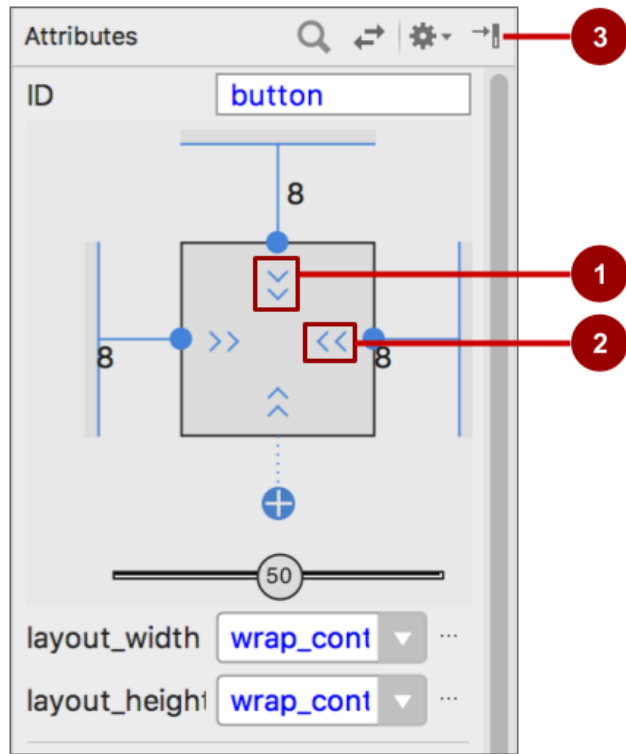 Attributes
3
ID
button
8
1
2
8
8
50
layout_width
wrap_cont
layout_height
wrap_cont